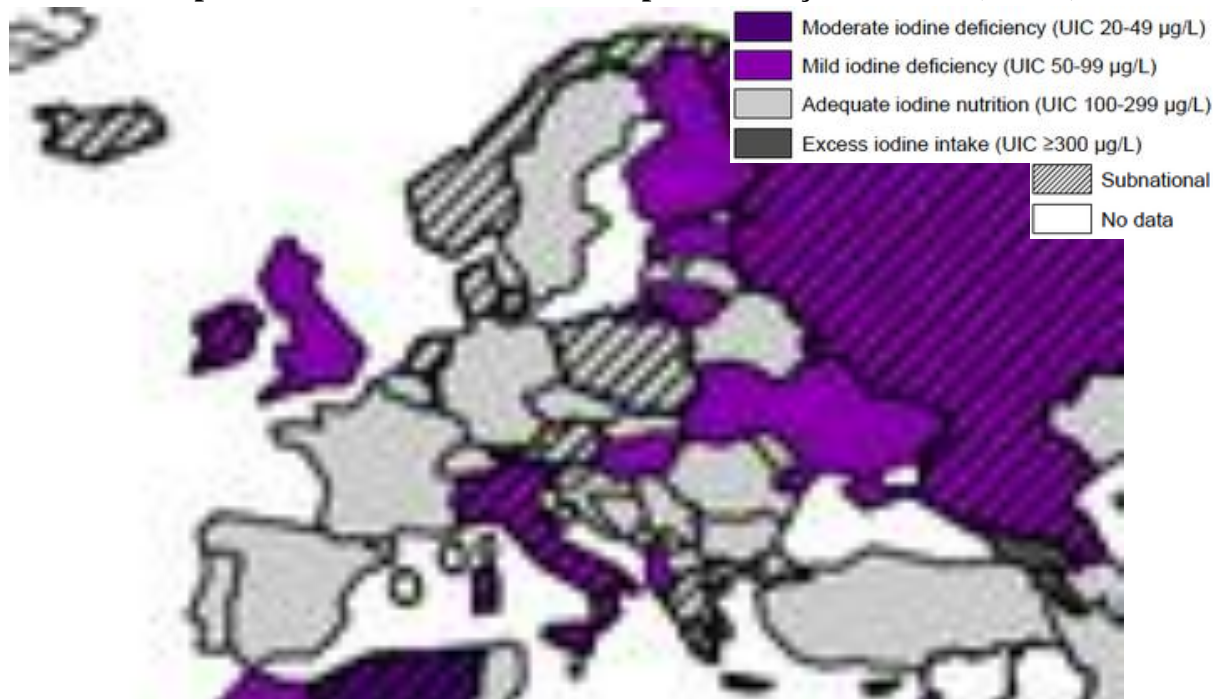 Moderate iodine deficiency (UIC 20-49 µg/L)
Mild iodine deficiency (UIC 50-99 µg/L)
Adequate iodine nutrition (UIC 100-299 µg/L)
Excess iodine intake (UIC ≥300 µg/L)
Subnational
No data